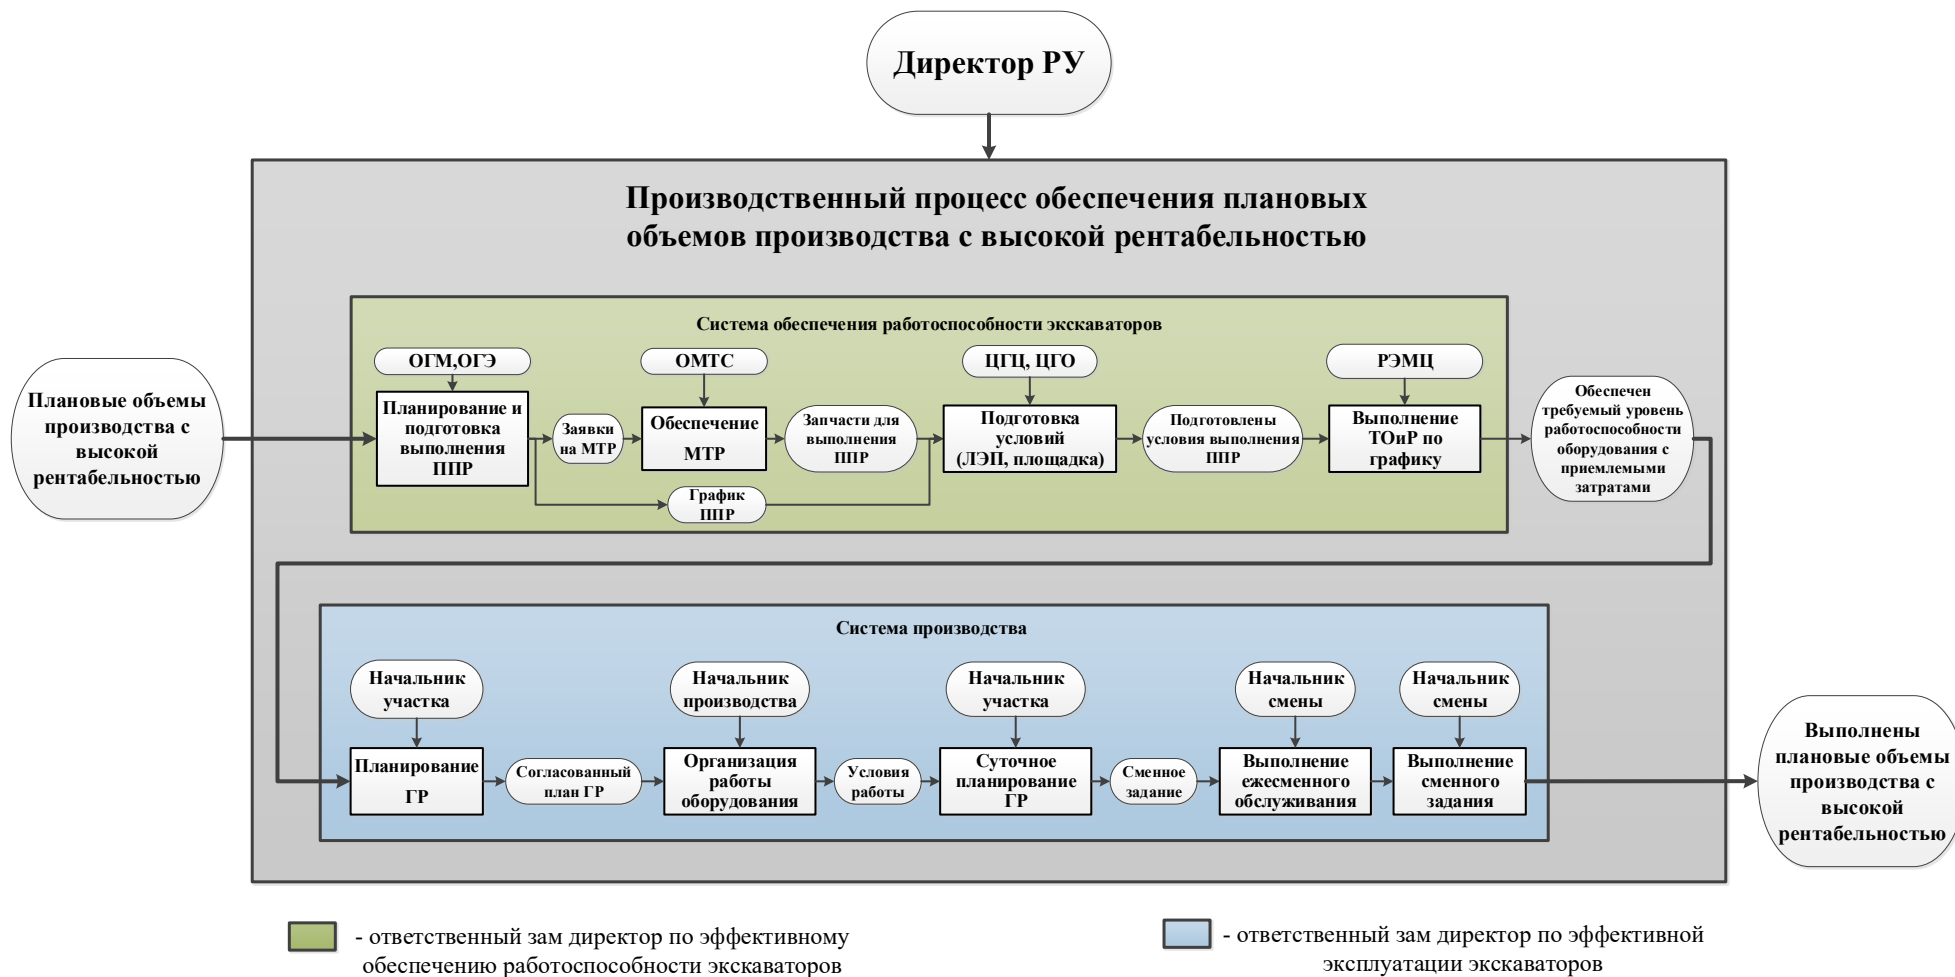 Директор РУ
Производственный процесс обеспечения плановых
объемов производства с высокой рентабельностью
Плановые объемы
производства с
высокой
рентабельностью
Система обеспечения работоспособности экскаваторов
ОГМ,ОГЭ
Планирование и
подготовка
выполнения
ППР
Заявки
на МТР
ОМТС
Обеспечение
МТР
Запчасти для
выполнения
ППР
График
ППР
ЦГЦ, ЦГО
Подготовка
условий
(ЛЭП, площадка)
Подготовлены
условия выполнения
ППР
РЭМЦ
Выполнение
ТОиР по
графику
Обеспечен
требуемый уровень
работоспособности
оборудования с
приемлемыми
затратами
Система производства
Начальник
участка
Планирование
ГР
Согласованный
план ГР
Начальник
производства
Организация
работы
оборудования
Условия
работы
Начальник
участка
Суточное
планирование
ГР
Сменное
задание
Начальник
смены
Выполнение
ежесменного
обслуживания
Начальник
смены
Выполнение
сменного
задания
Выполнены
плановые объемы
производства с
высокой
рентабельностью
- ответственный зам директор по эффективному
обеспечению работоспособности экскаваторов
- ответственный зам директор по эффективной
эксплуатации экскаваторов